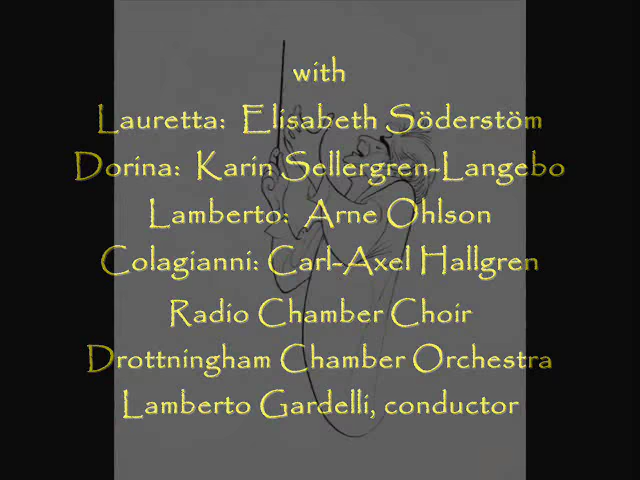 with
Lauretta: Elisabeth Söderstöm
Dorina: Karin Sellergren-Langebo
Lamberto: Arne Ohlson
Colagianni: Carl-Axel Hallgren
Radio Chamber Choir
Drottningham Chamber Orchestra
Lamberto Gardelli, conductor